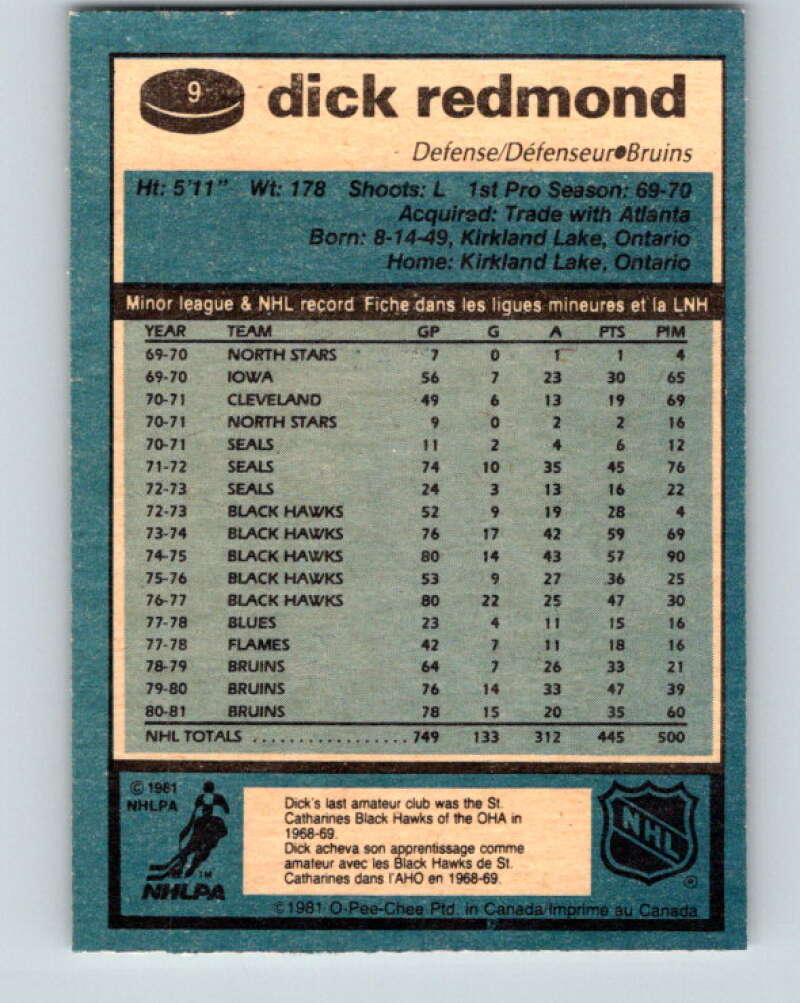 9 dick redmond
Defense/Défenseur●Bruins
Ht: 5'11" Wt: 178 Shoots: L 1st Pro Season: 69-70
Acquired: Trade with Atlanta
Born: 8-14-49, Kirkland Lake, Ontario
Home: Kirkland Lake, Ontario
Minor league & NHL record Fiche dans les ligues mineures et la LNH
YEAR TEAM GP G A PTS PIM
69-70 NORTH STARS 7 0 1 1 4
69-70 IOWA 56 7 23 30 65
70-71 CLEVELAND 49 6 13 19 69
70-71 NORTH STARS 9 0 2 2 16
70-71 SEALS 11 2 4 6 12
71-72 SEALS 74 10 35 45 76
72-73 SEALS 24 3 13 16 22
72-73 BLACK HAWKS 52 9 19 28 4
73-74 BLACK HAWKS 76 17 42 59 69
74-75 BLACK HAWKS 80 14 43 57 90
75-76 BLACK HAWKS 53 9 27 36 25
76-77 BLACK HAWKS 80 22 25 47 30
77-78 BLUES 23 4 11 15 16
77-78 FLAMES 42 7 11 18 16
78-79 BRUINS 64 7 26 33 21
79-80 BRUINS 76 14 33 47 39
80-81 BRUINS 78 15 20 35 60
NHL TOTALS ................. 749 133 312 445 500
© 1981
NHLPA
TM
NHLPA
Dick's last amateur club was the St.
Catharines Black Hawks of the OHA in
1968-69.
Dick acheva son apprentissage comme
amateur avec les Black Hawks de St.
Catharines dans l'AHO en 1968-69.
NHL
®
©1981 O-Pee-Chee Ptd. in Canada/Imprime au Canada